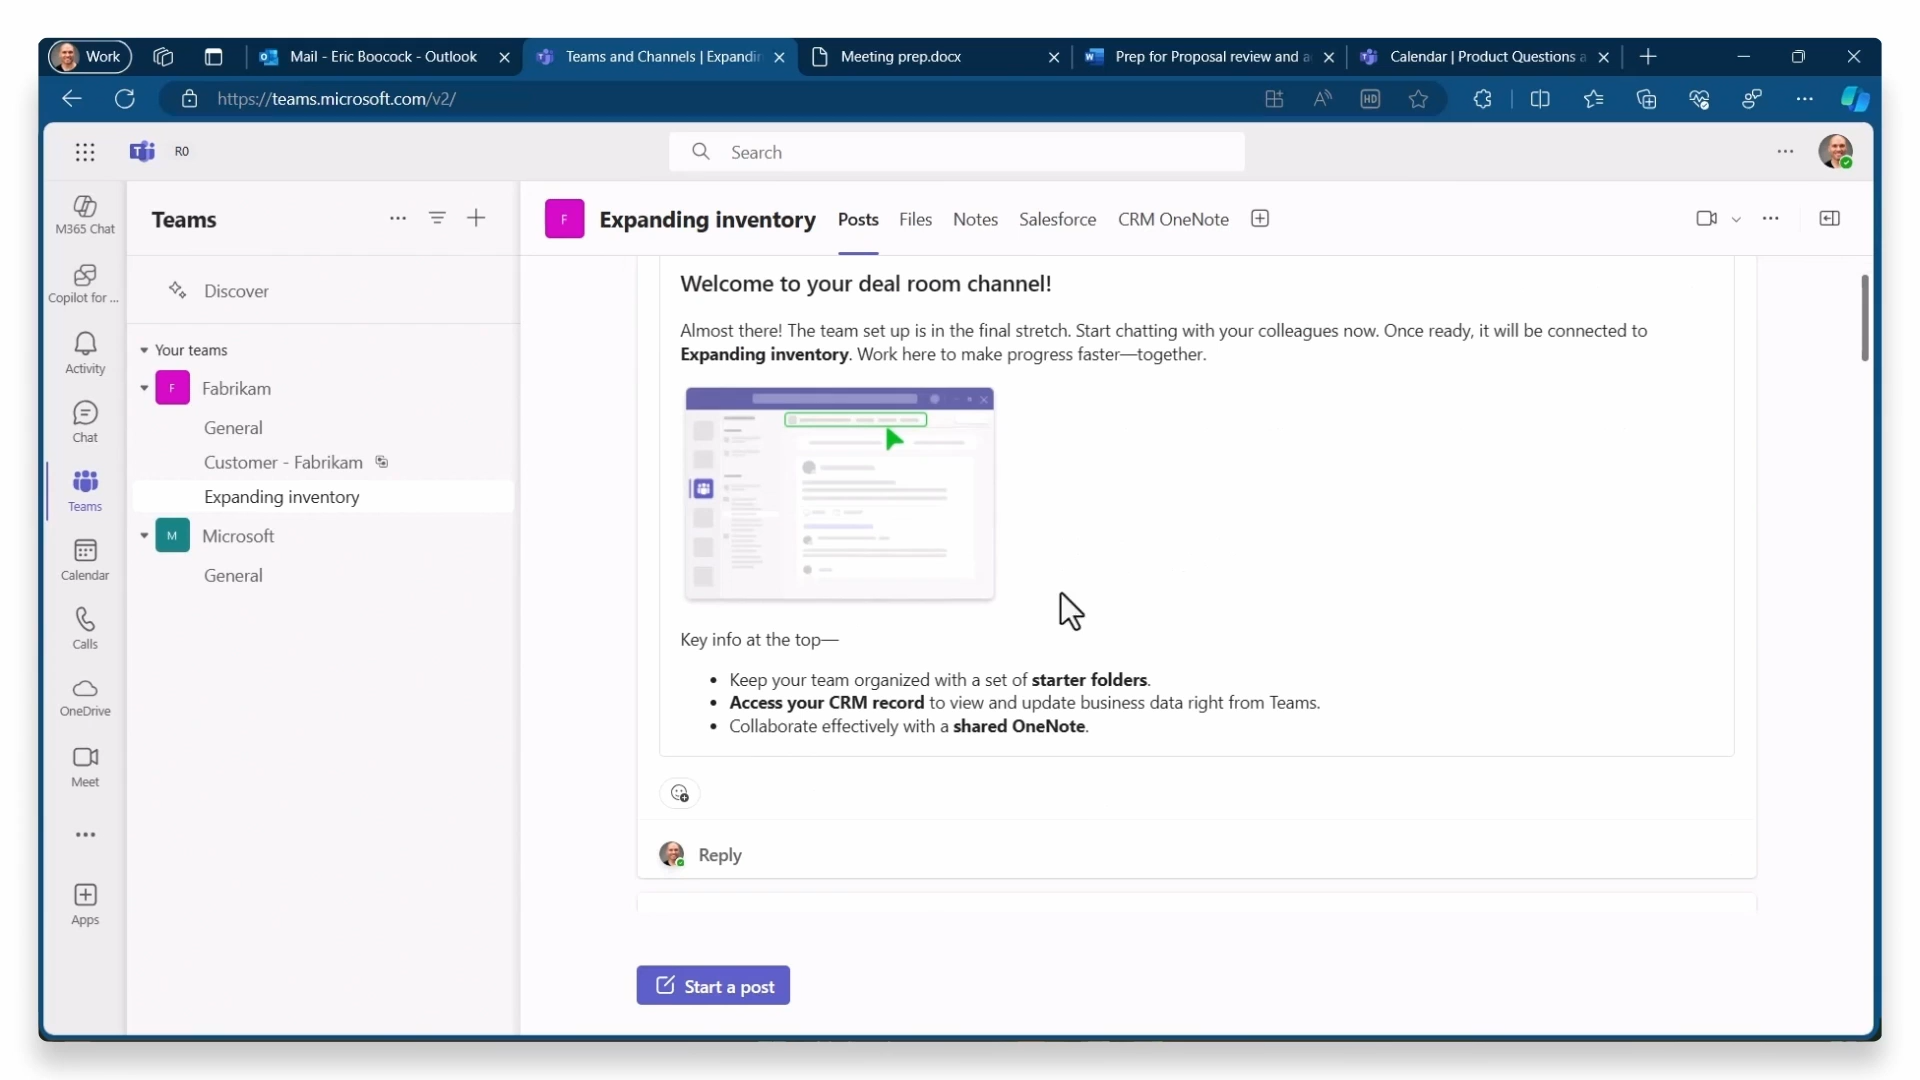 Work
Mail - Eric Boocock - Outlook
Teams and Channels | Expandin
Meeting prep.docx
Prep for Proposal review and a
Calendar | Product Questions a
https://teams.microsoft.com/v2/
HD
R0
Search
M365 Chat
Copilot for ...
Activity
Chat
Teams
Calendar
Calls
OneDrive
Meet
Apps
Teams
Discover
Your teams
F
Fabrikam
General
Customer - Fabrikam
Expanding inventory
M
Microsoft
General
F
Expanding inventory
Posts
Files
Notes
Salesforce
CRM OneNote
Welcome to your deal room channel!
Almost there! The team set up is in the final stretch. Start chatting with your colleagues now. Once ready, it will be connected to
Expanding inventory. Work here to make progress faster—together.
Key info at the top—
• Keep your team organized with a set of starter folders.
• Access your CRM record to view and update business data right from Teams.
• Collaborate effectively with a shared OneNote.
Reply
Start a post